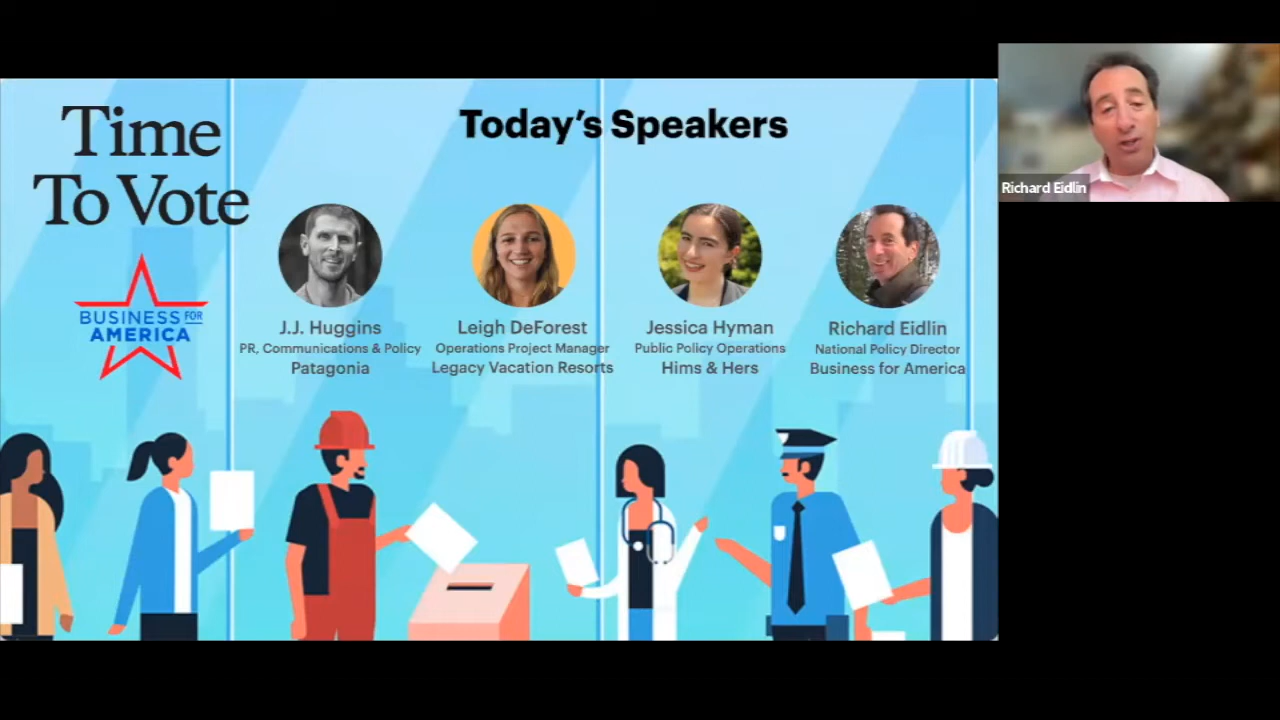 Time
To Vote
BUSINESS FOR
AMERICA
Today's Speakers
J.J. Huggins
PR, Communications & Policy
Patagonia
Leigh DeForest
Operations Project Manager
Legacy Vacation Resorts
Jessica Hyman
Public Policy Operations
Hims & Hers
Richard Eidlin
National Policy Director
Business for America
Richard Eidlin